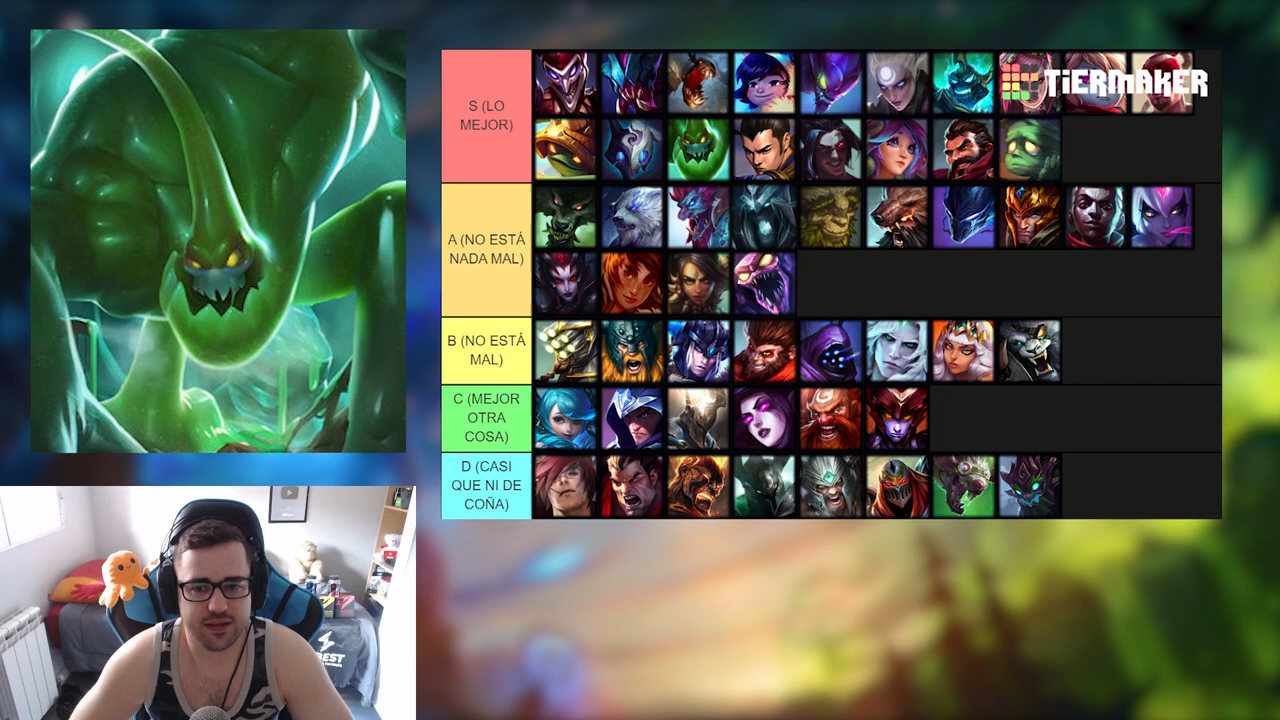 S (LO
MEJOR)
TiERMAKER
A (NO ESTÁ
NADA MAL)
B (NO ESTÁ
MAL)
C (MEJOR
OTRA
COSA)
D (CASI
QUE NI DE
COÑA)